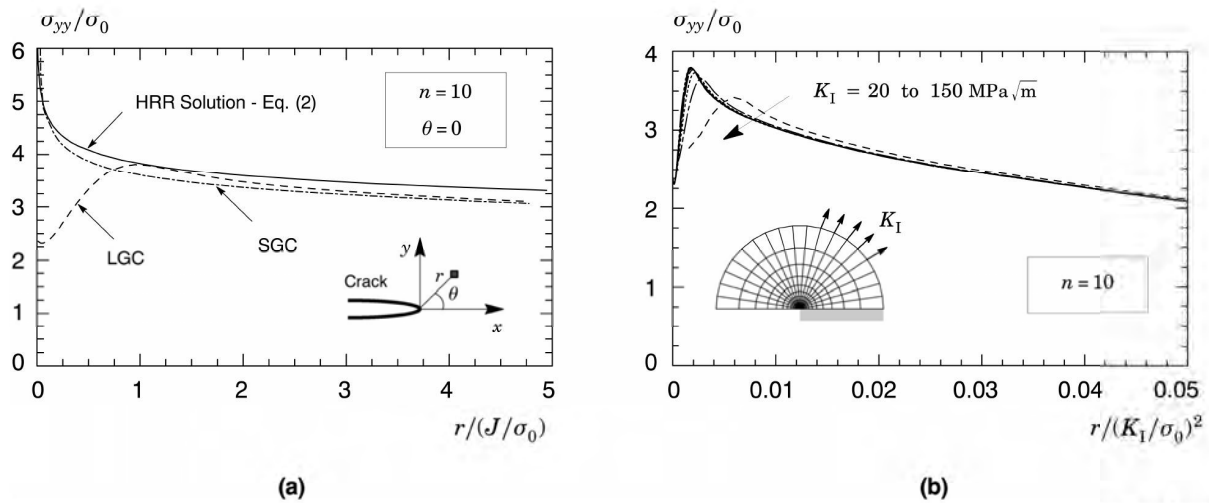 σyy/σ0
6
5
4
3
2
1
0
HRR Solution - Eq. (2)
n = 10
θ = 0
LGC
SGC
Crack
y
r
θ
x
0 1 2 3 4 5
r/(J/σ0)
(a)
σyy/σ0
4
3
2
1
0
KI = 20 to 150 MPa√m
KI
n = 10
0 0.01 0.02 0.03 0.04 0.05
r/(KI/σ0)²
(b)